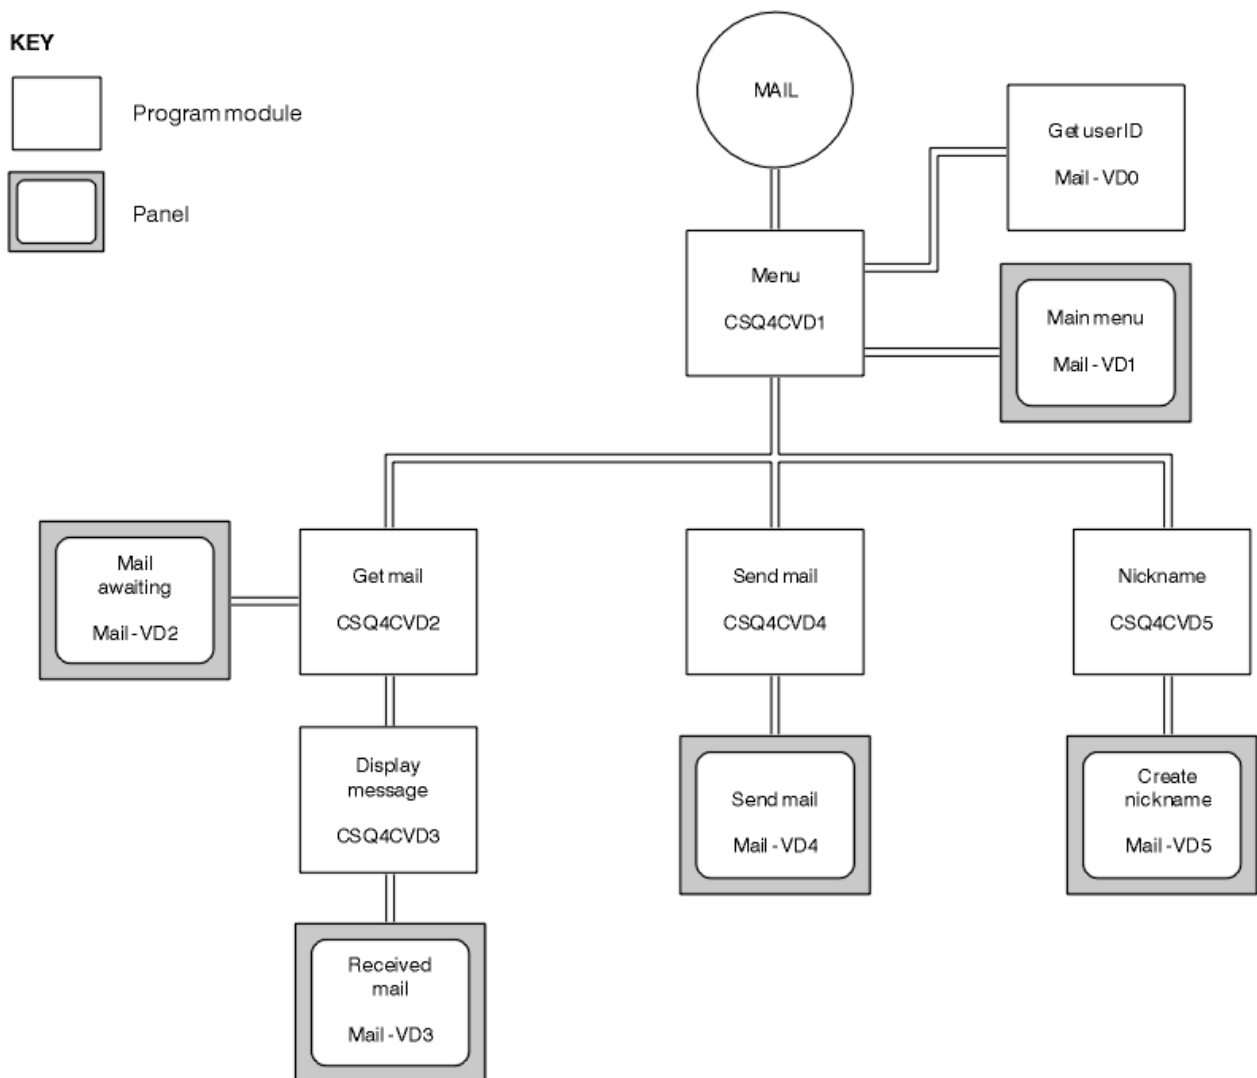 KEY
Program module
Panel
MAIL
Get user ID
Mail - VD0
Menu
CSQ4CVD1
Main menu
Mail - VD1
Mail
awaiting
Mail - VD2
Get mail
CSQ4CVD2
Send mail
CSQ4CVD4
Nickname
CSQ4CVD5
Display
message
CSQ4CVD3
Send mail
Mail - VD4
Create
nickname
Mail - VD5
Received
mail
Mail - VD3